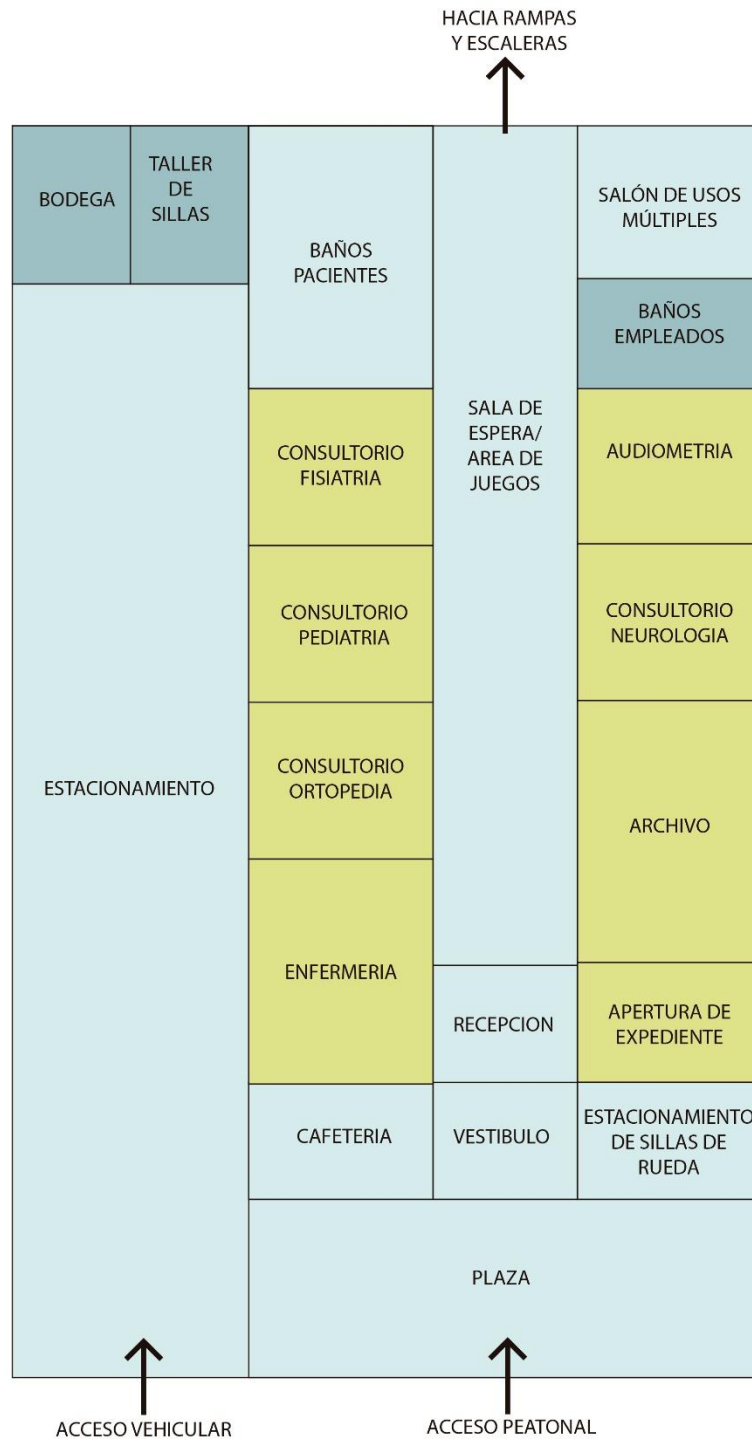 HACIA RAMPAS
Y ESCALERAS
BODEGA
TALLER
DE
SILLAS
BAÑOS
PACIENTES
SALÓN DE USOS
MÚLTIPLES
BAÑOS
EMPLEADOS
SALA DE
ESPERA/
AREA DE
JUEGOS
CONSULTORIO
FISIATRIA
AUDIOMETRIA
CONSULTORIO
PEDIATRIA
CONSULTORIO
NEUROLOGIA
ESTACIONAMIENTO
CONSULTORIO
ORTOPEDIA
ARCHIVO
ENFERMERIA
RECEPCION
APERTURA DE
EXPEDIENTE
CAFETERIA
VESTIBULO
ESTACIONAMIENTO
DE SILLAS DE
RUEDA
PLAZA
ACCESO VEHICULAR
ACCESO PEATONAL